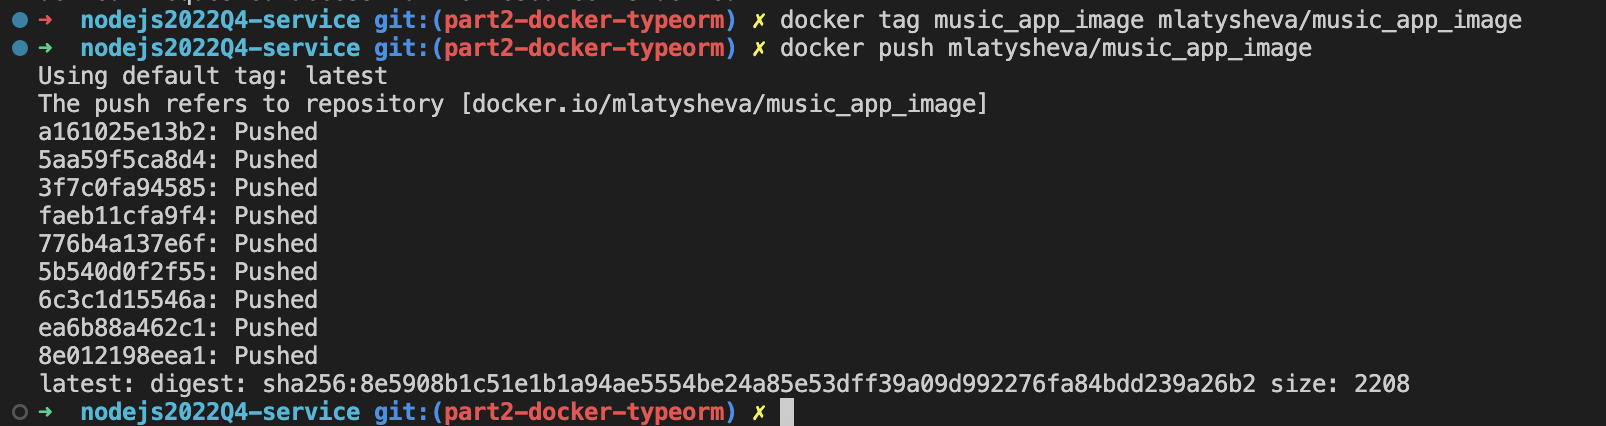 ➜ nodejs2022Q4-service git:(part2-docker-typeorm) ✗ docker tag music_app_image mlatysheva/music_app_image
➜ nodejs2022Q4-service git:(part2-docker-typeorm) ✗ docker push mlatysheva/music_app_image
Using default tag: latest
The push refers to repository [docker.io/mlatysheva/music_app_image]
a161025e13b2: Pushed
5aa59f5ca8d4: Pushed
3f7c0fa94585: Pushed
faeb11cfa9f4: Pushed
776b4a137e6f: Pushed
5b540d0f2f55: Pushed
6c3c1d15546a: Pushed
ea6b88a462c1: Pushed
8e012198eea1: Pushed
latest: digest: sha256:8e5908b1c51e1b1a94ae5554be24a85e53dff39a09d992276fa84bdd239a26b2 size: 2208
➜ nodejs2022Q4-service git:(part2-docker-typeorm) ✗